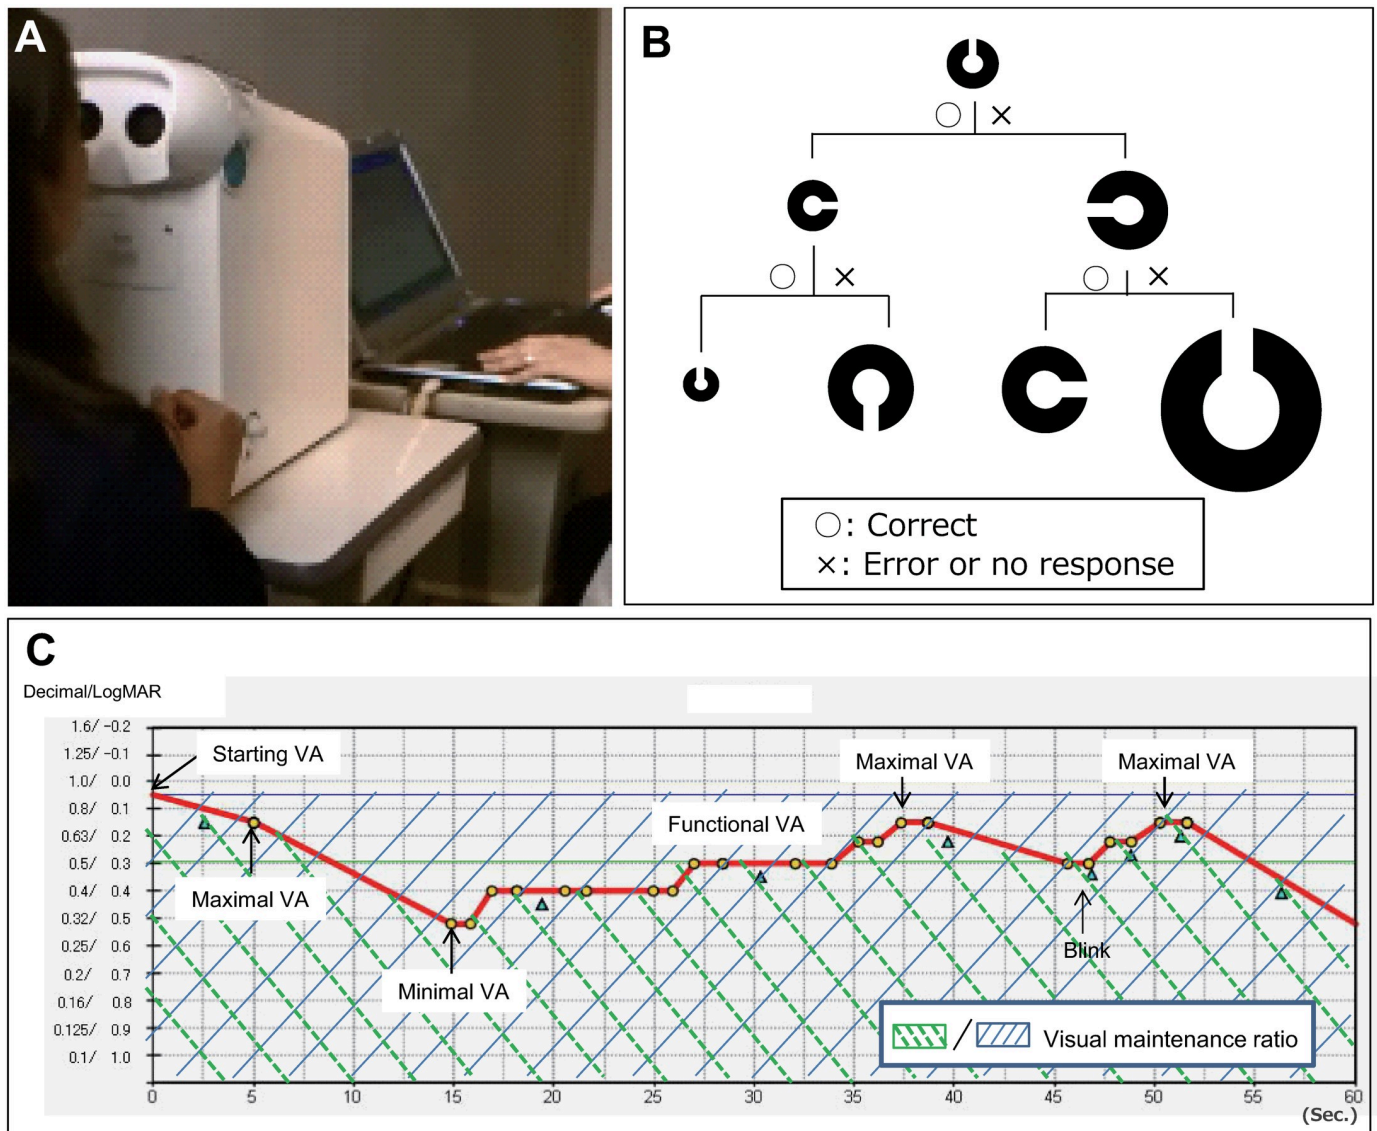 A
B
○ ×
○ ×
○ ×
○: Correct
×: Error or no response
C
Decimal/LogMAR
1.6/ -0.2
1.25/ -0.1
1.0/ 0.0
0.8/ 0.1
0.63/ 0.2
0.5/ 0.3
0.4/ 0.4
0.32/ 0.5
0.25/ 0.6
0.2/ 0.7
0.16/ 0.8
0.125/ 0.9
0.1/ 1.0
Starting VA
Maximal VA
Minimal VA
Functional VA
Maximal VA
Maximal VA
Blink
/ Visual maintenance ratio
0 5 10 15 20 25 30 35 40 45 50 55 60
(Sec.)